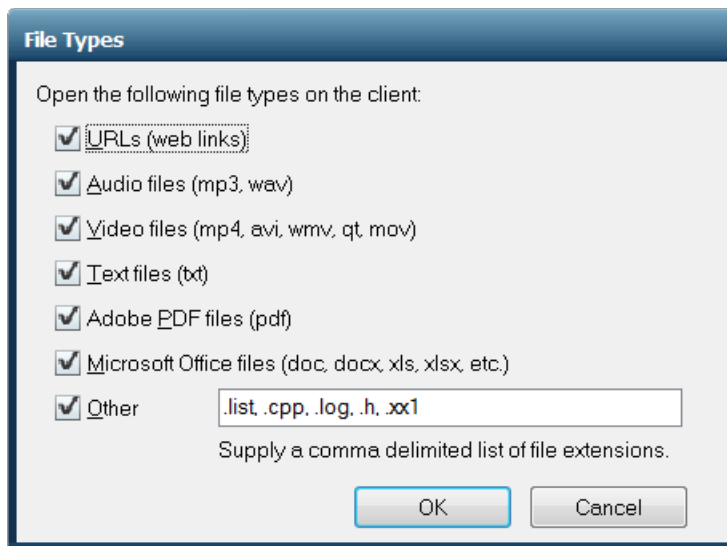 File Types
Open the following file types on the client:
URLs (web links)
Audio files (mp3, wav)
Video files (mp4, avi, wmv, qt, mov)
Text files (txt)
Adobe PDF files (pdf)
Microsoft Office files (doc, docx, xls, xlsx, etc.)
Other .list, .cpp, .log, .h, .xx1
Supply a comma delimited list of file extensions.
OK Cancel